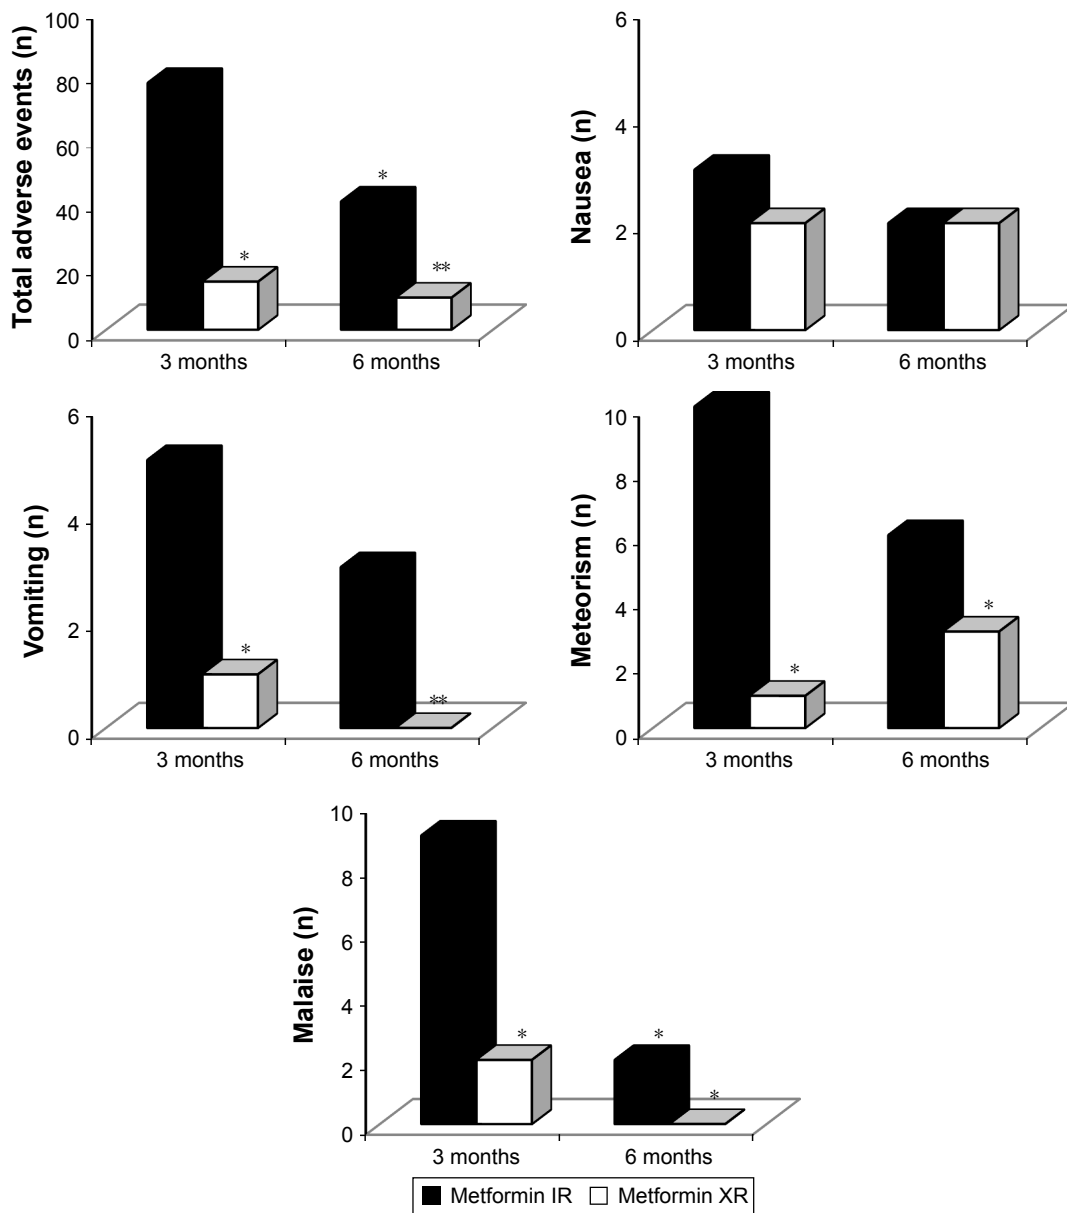 Total adverse events (n)
100
80
60
40
20
0
*
*
**
3 months
6 months
Nausea (n)
6
4
2
0
3 months
6 months
Vomiting (n)
6
4
2
0
*
**
3 months
6 months
Meteorism (n)
10
8
6
4
2
0
*
*
3 months
6 months
Malaise (n)
10
8
6
4
2
0
*
*
*
3 months
6 months
Metformin IR
Metformin XR